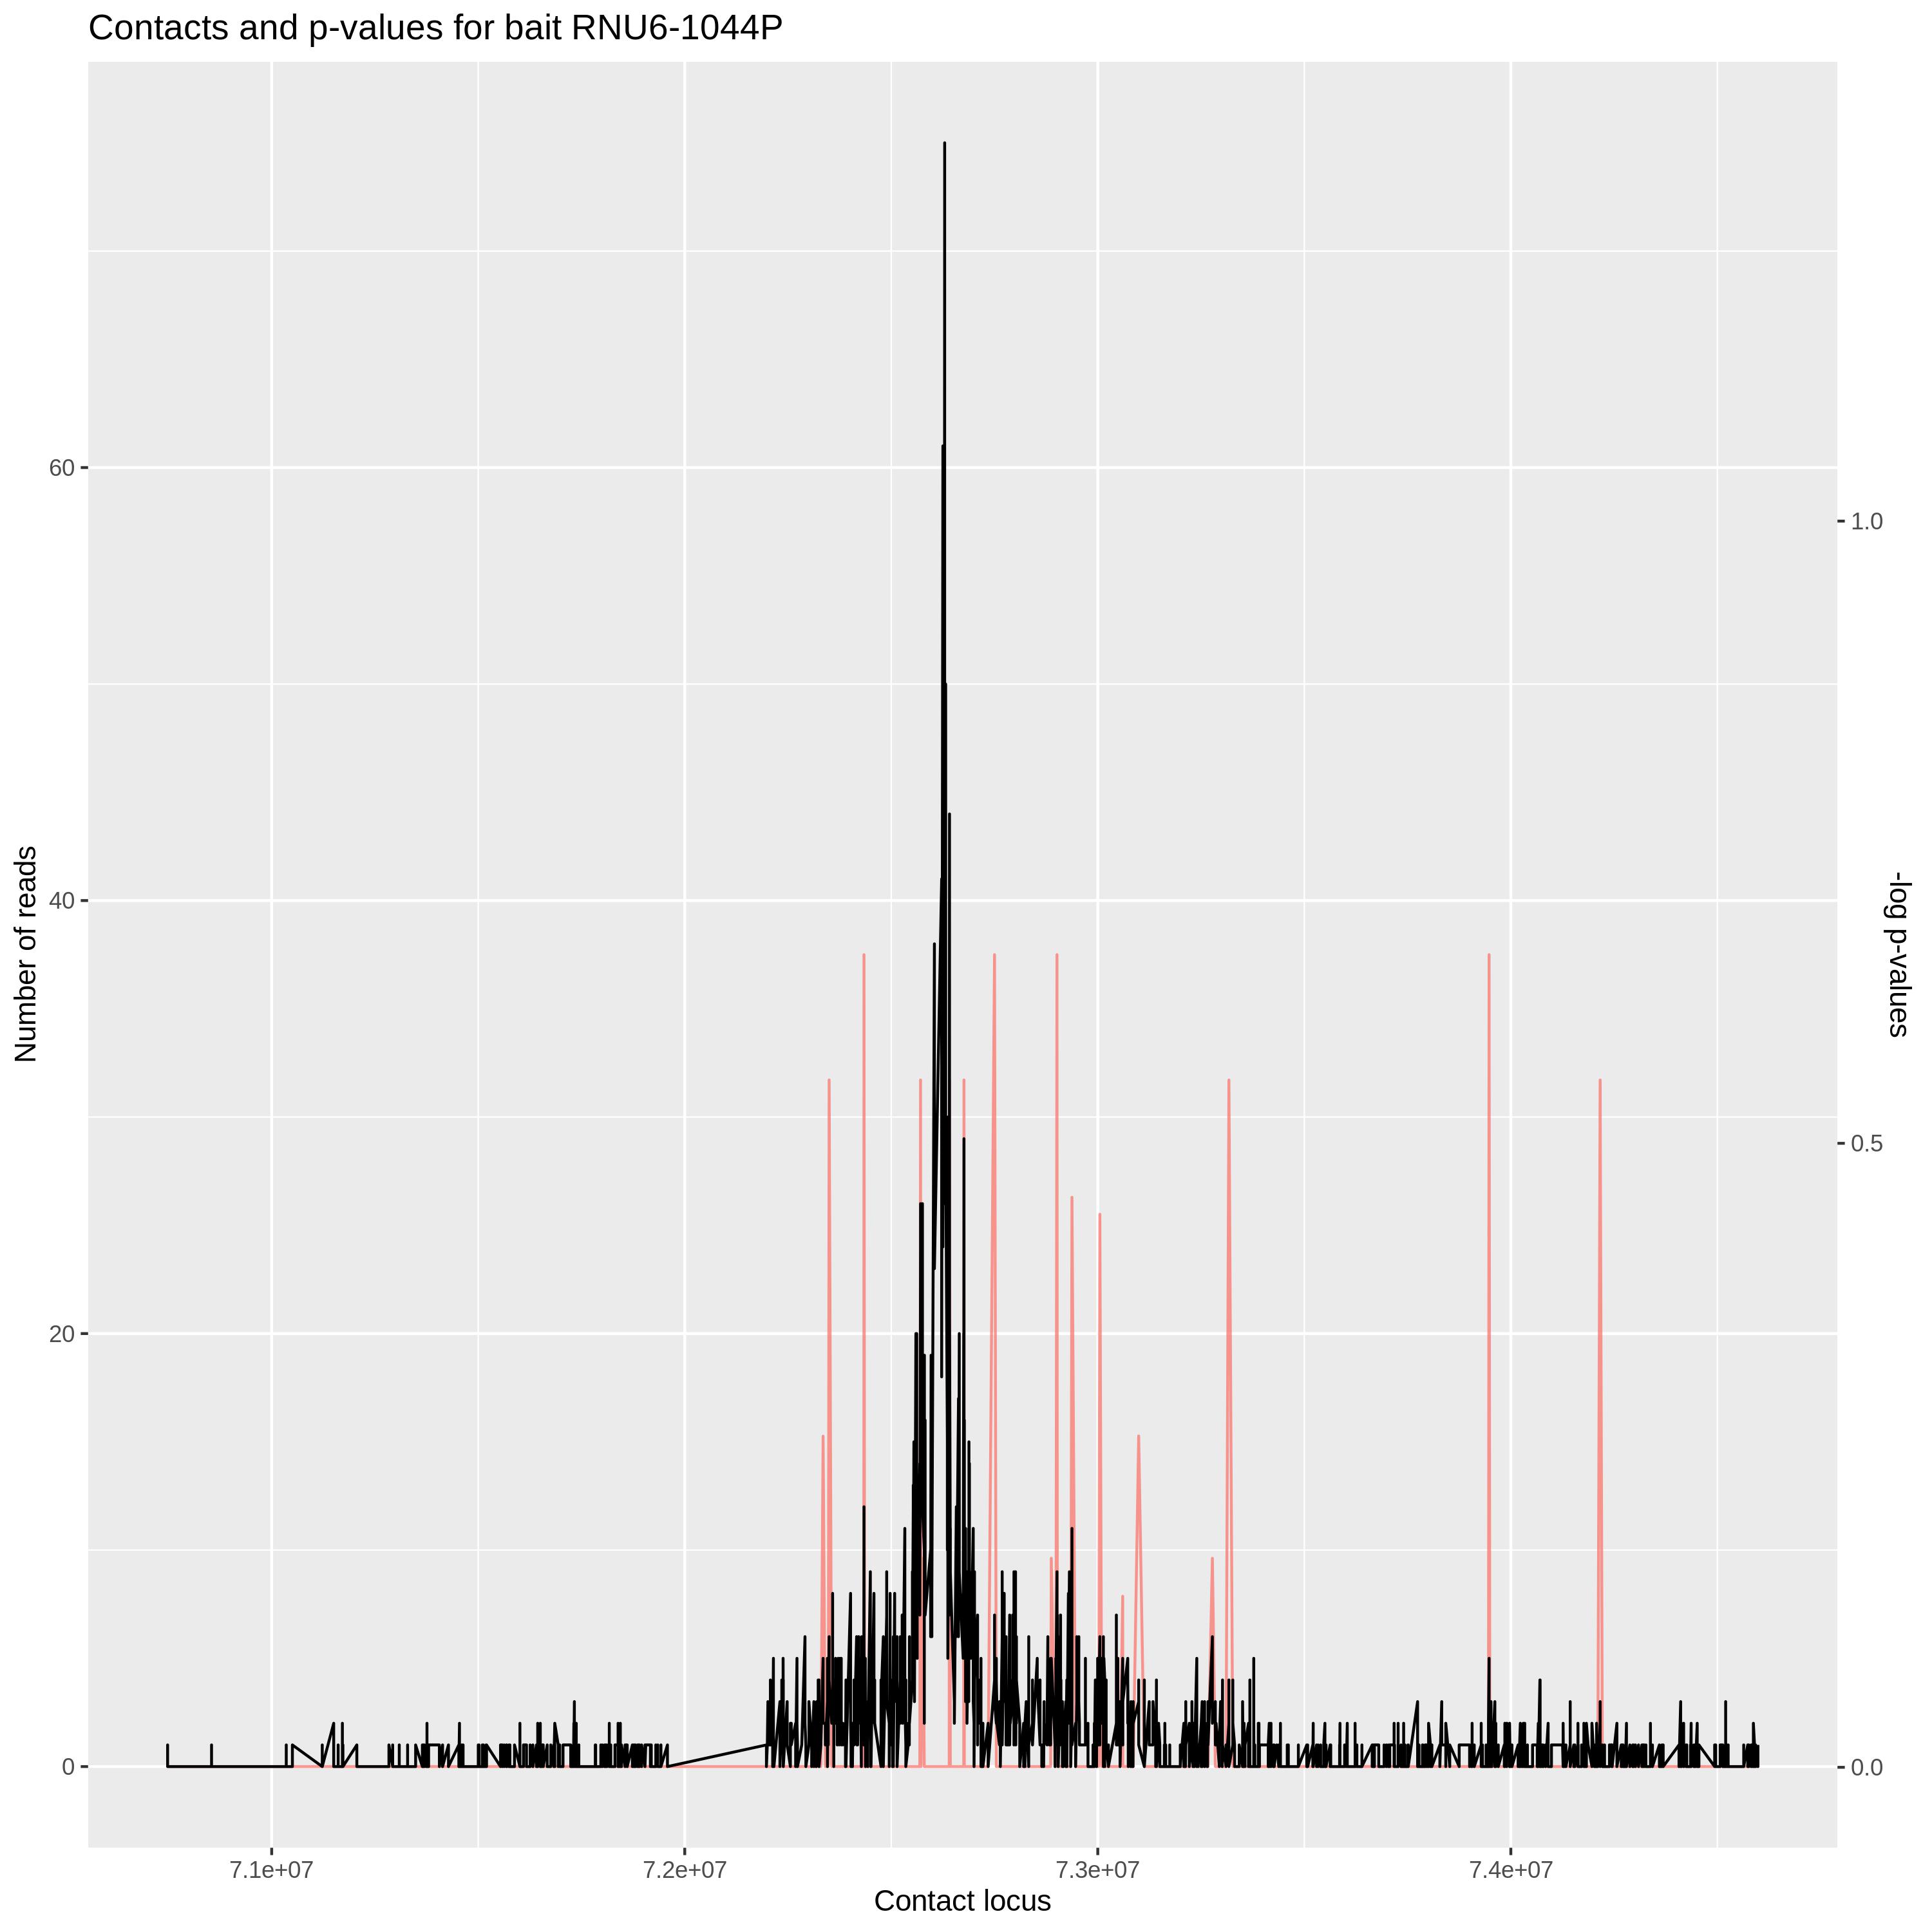 Contacts and p-values for bait RNU6-1044P
60
40
20
0
Number of reads
1.0
0.5
0.0
-log p-values
7.1e+07
7.2e+07
7.3e+07
7.4e+07
Contact locus